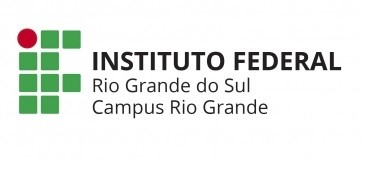 INSTITUTO FEDERAL
Rio Grande do Sul
Campus Rio Grande